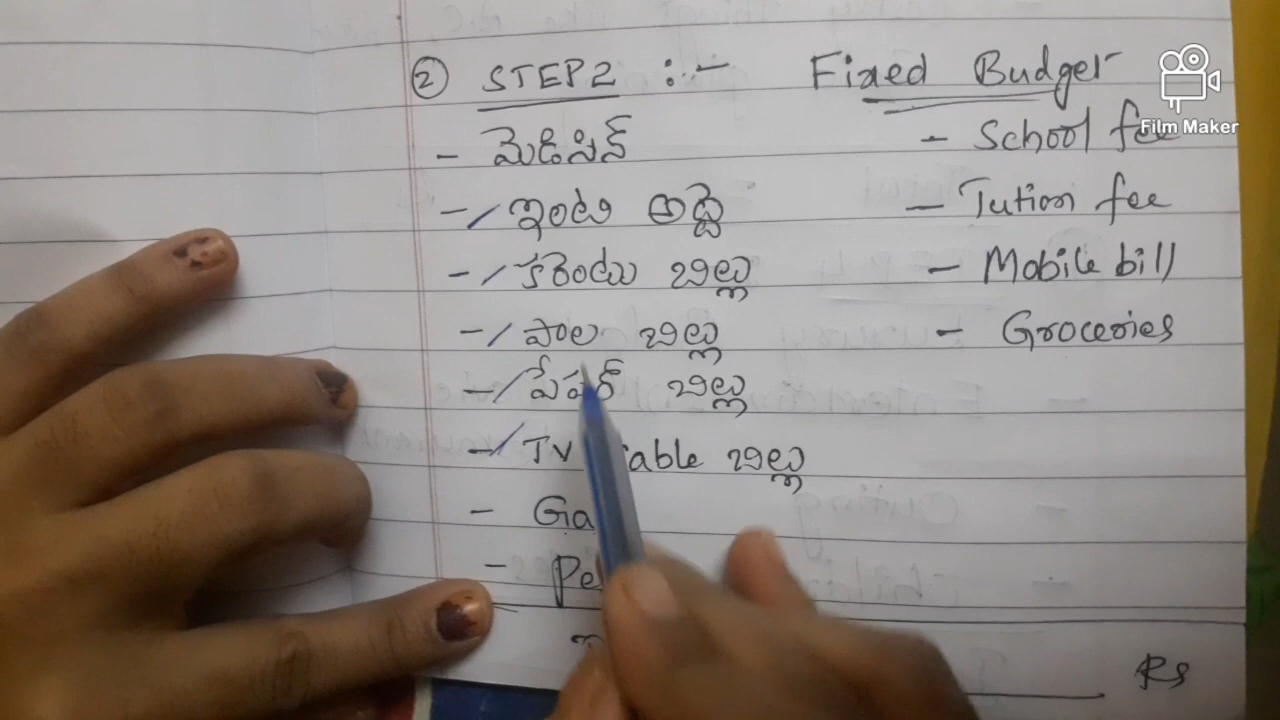 ② STEP2 :- Fixed Budget
- మెడిసిన్
- ఇంటి అద్దె
- కరెంటు బిల్లు
- పాల బిల్లు
- పేపర్ బిల్లు
- TV cable బిల్లు
- Ga
- Pe
- School fee
- Tution fee
- Mobile bill
- Groceries
Rs
Film Maker